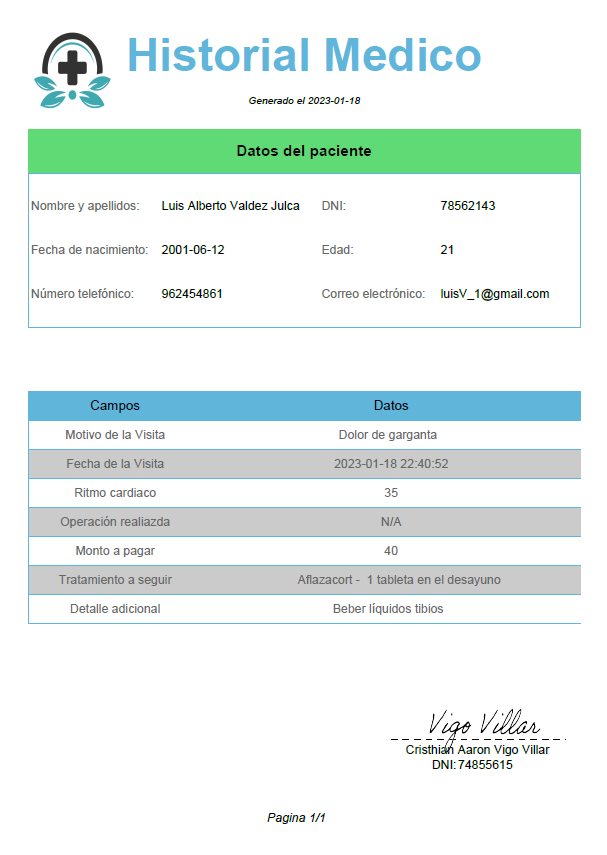 Historial Medico
Generado el 2023-01-18
Datos del paciente
Nombre y apellidos: Luis Alberto Valdez Julca DNI: 78562143
Fecha de nacimiento: 2001-06-12 Edad: 21
Número telefónico: 962454861 Correo electrónico: luisV_1@gmail.com
Campos Datos
Motivo de la Visita Dolor de garganta
Fecha de la Visita 2023-01-18 22:40:52
Ritmo cardiaco 35
Operación realiazda N/A
Monto a pagar 40
Tratamiento a seguir Aflazacort - 1 tableta en el desayuno
Detalle adicional Beber líquidos tibios
Vigo Villar
Cristhian Aaron Vigo Villar
DNI:74855615
Pagina 1/1